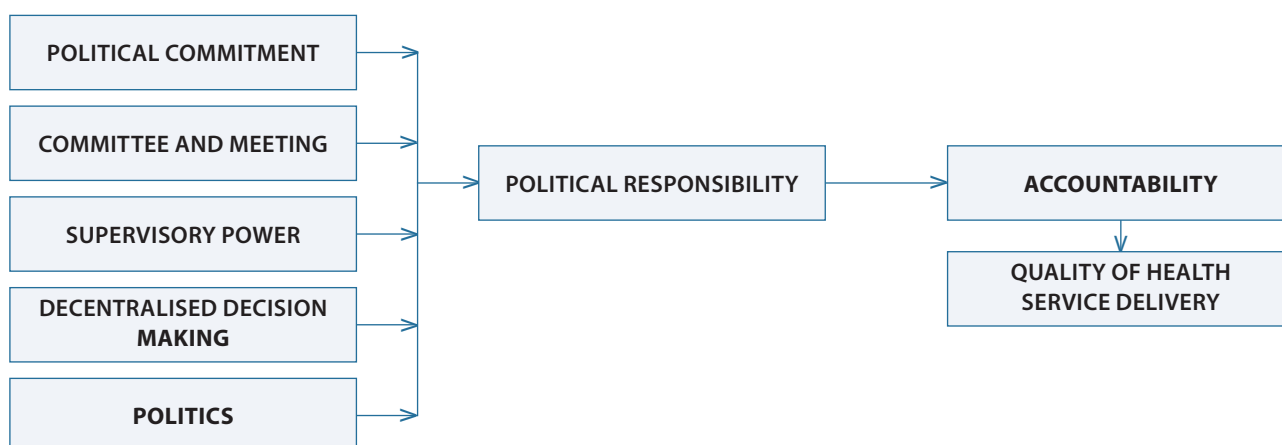 POLITICAL COMMITMENT
COMMITTEE AND MEETING
SUPERVISORY POWER
DECENTRALISED DECISION
MAKING
POLITICS
POLITICAL RESPONSIBILITY
ACCOUNTABILITY
QUALITY OF HEALTH
SERVICE DELIVERY